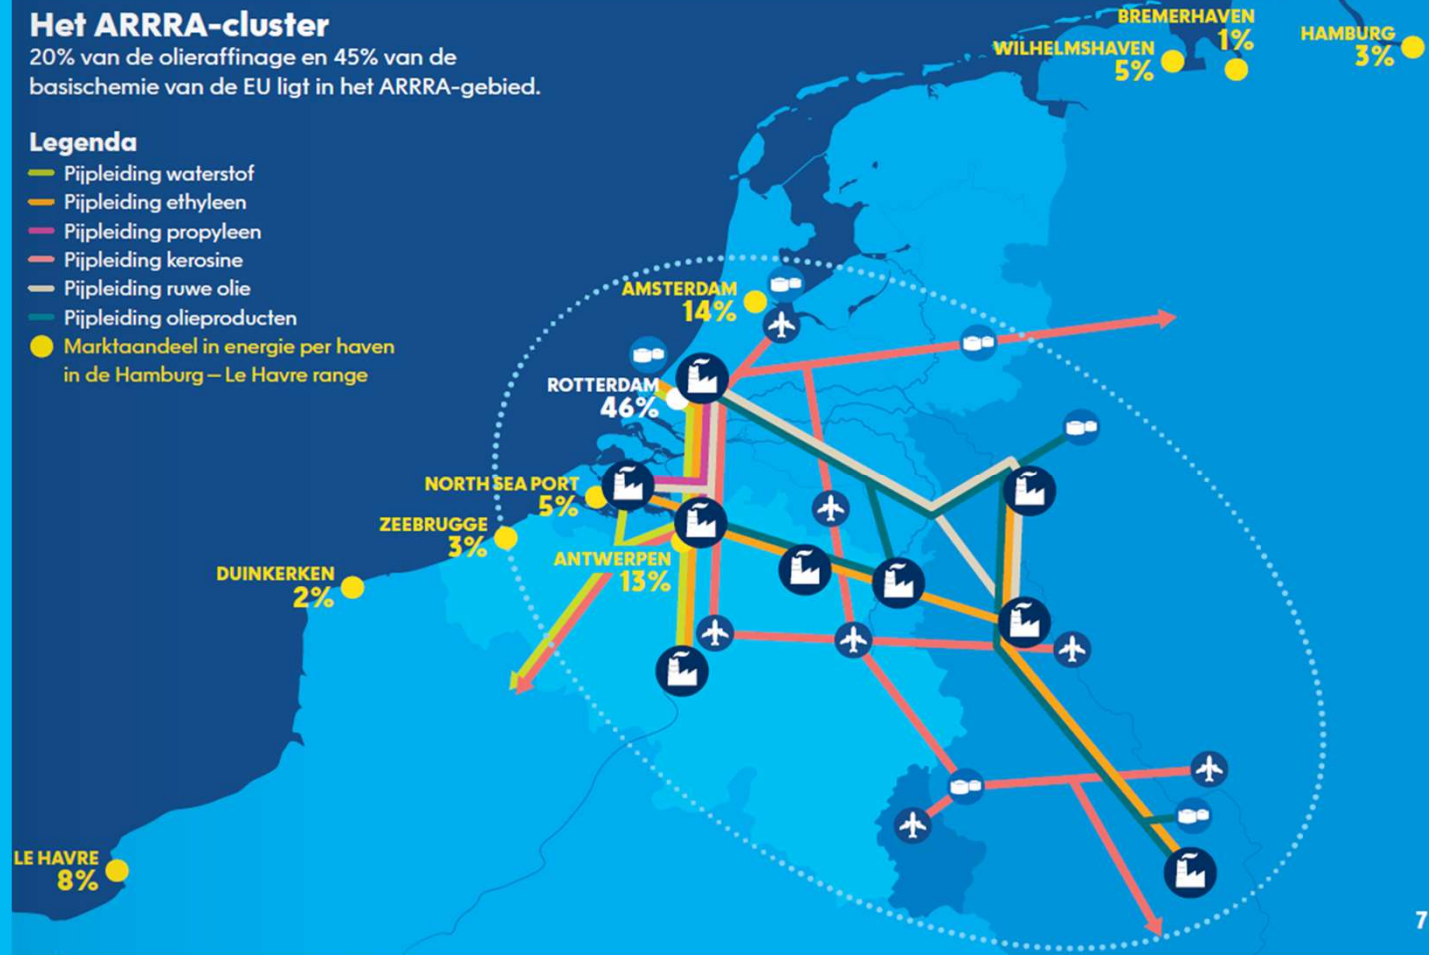 Het ARRRA-cluster
20% van de olieraffinage en 45% van de
basischemie van de EU ligt in het ARRRA-gebied.
Legenda
Pijpleiding waterstof
Pijpleiding ethyleen
Pijpleiding propyleen
Pijpleiding kerosine
Pijpleiding ruwe olie
Pijpleiding olieproducten
Marktaandeel in energie per haven
in de Hamburg – Le Havre range
BREMERHAVEN
1%
WILHELMSHAVEN
5%
HAMBURG
3%
AMSTERDAM
14%
ROTTERDAM
46%
NORTH SEA PORT
5%
ZEEBRUGGE
3%
ANTWERPEN
13%
DUINKERKEN
2%
LE HAVRE
8%
7